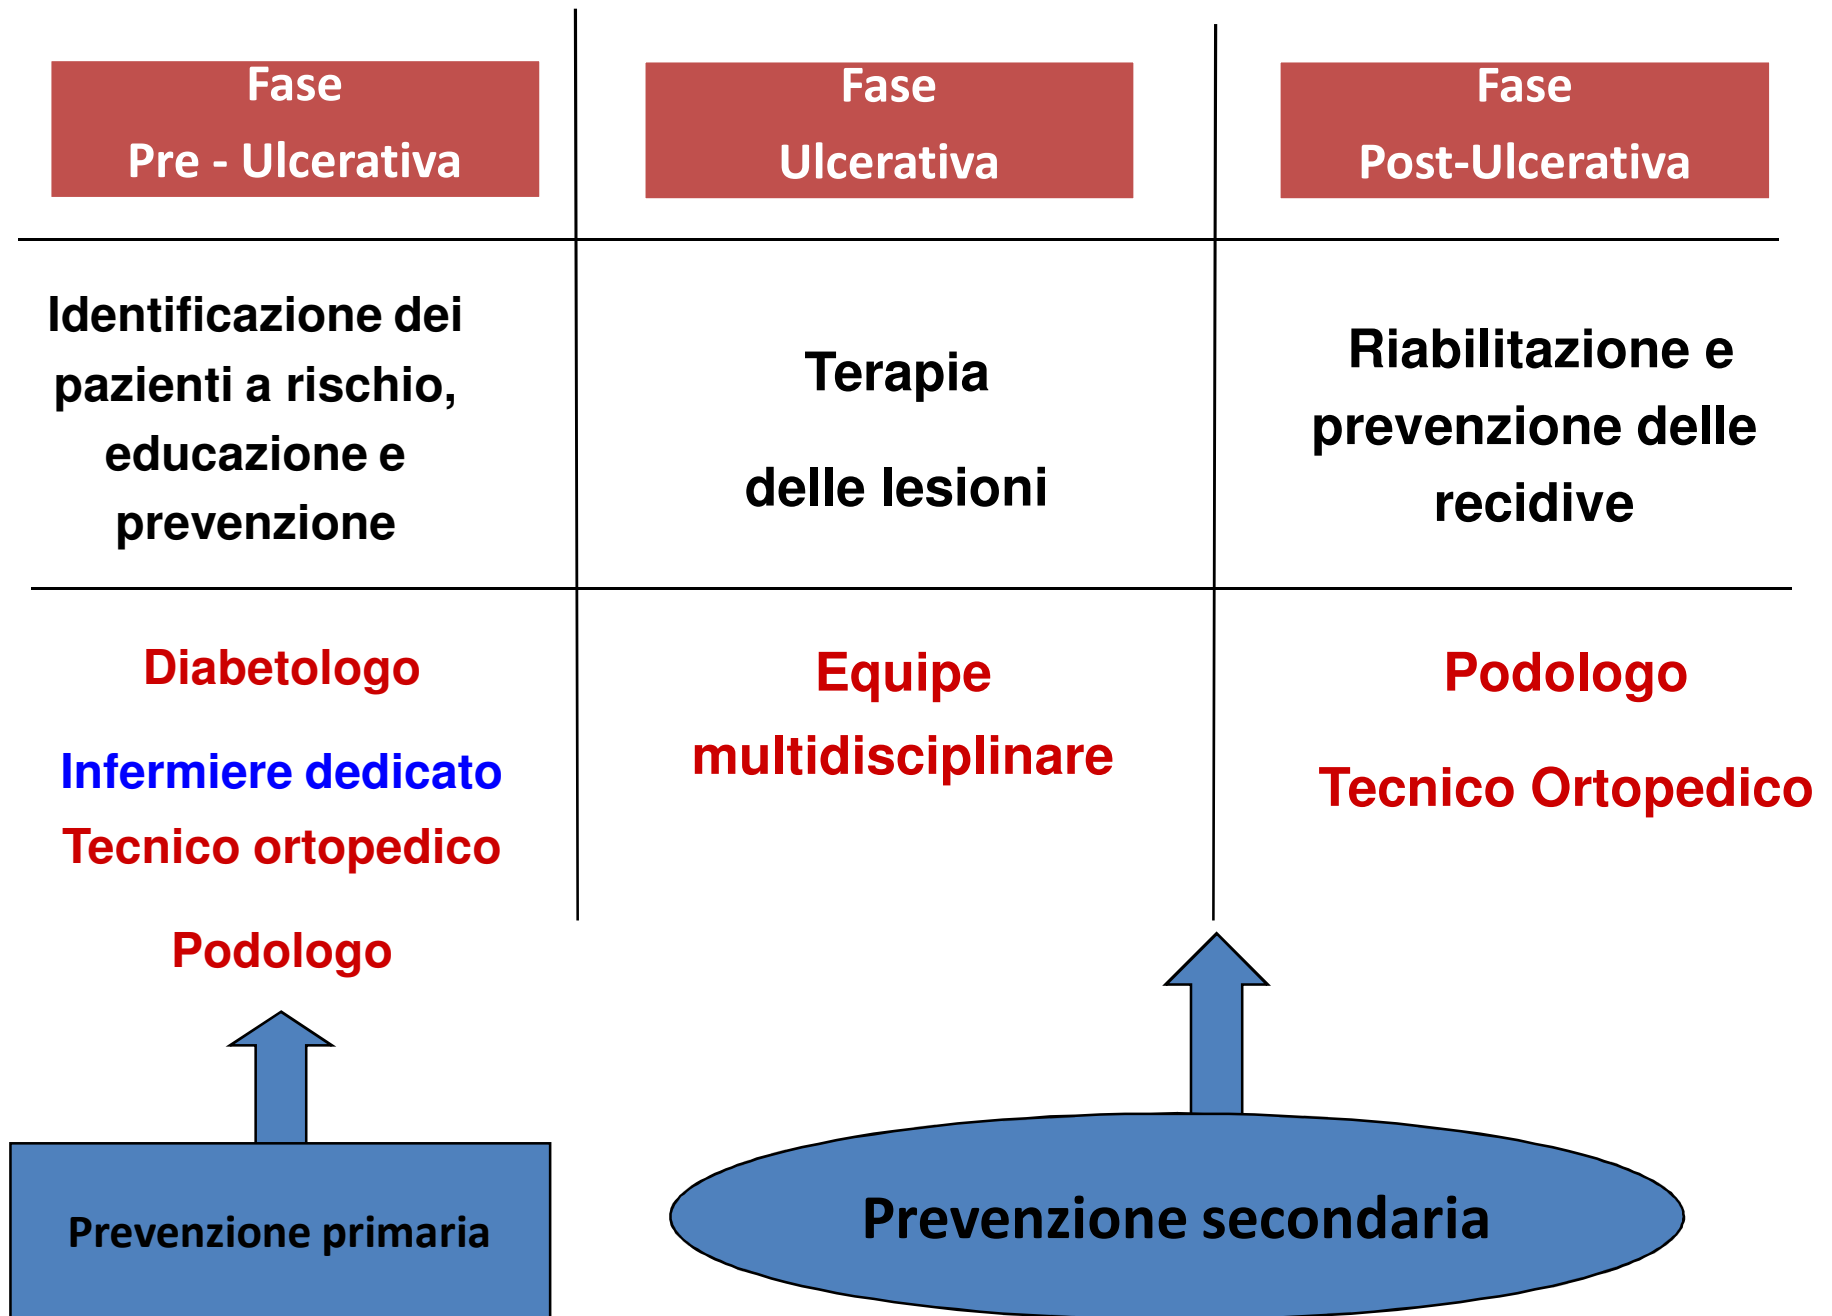 Fase
Pre - Ulcerativa
Fase
Ulcerativa
Fase
Post-Ulcerativa
Identificazione dei
pazienti a rischio,
educazione e
prevenzione
Terapia
delle lesioni
Riabilitazione e
prevenzione delle
recidive
Diabetologo
Infermiere dedicato
Tecnico ortopedico
Podologo
Equipe
multidisciplinare
Podologo
Tecnico Ortopedico
Prevenzione primaria
Prevenzione secondaria